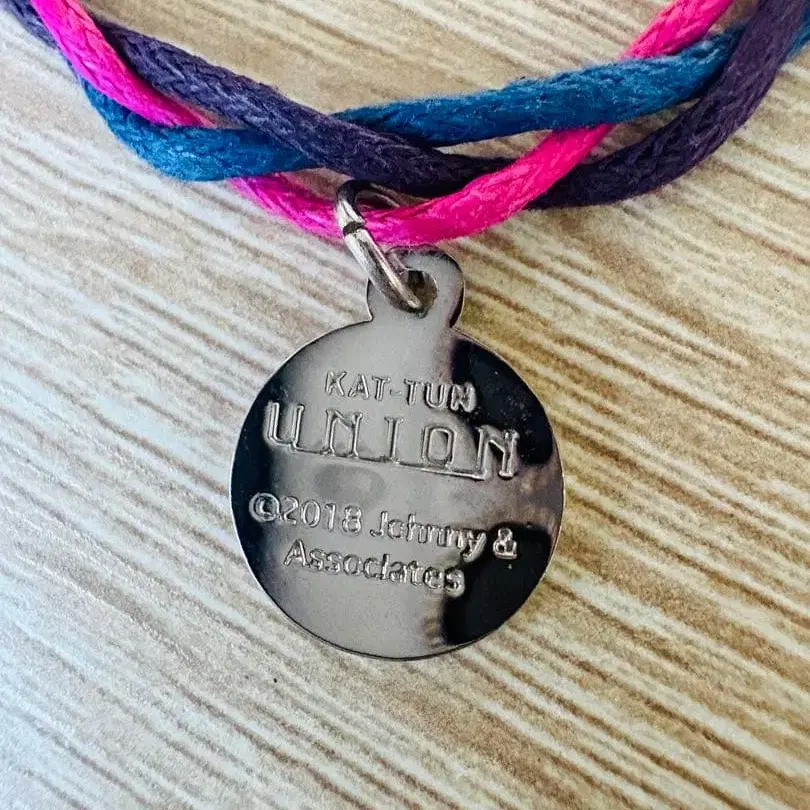 KAT-TUN
UNION
©2018 Johnny &
Associates